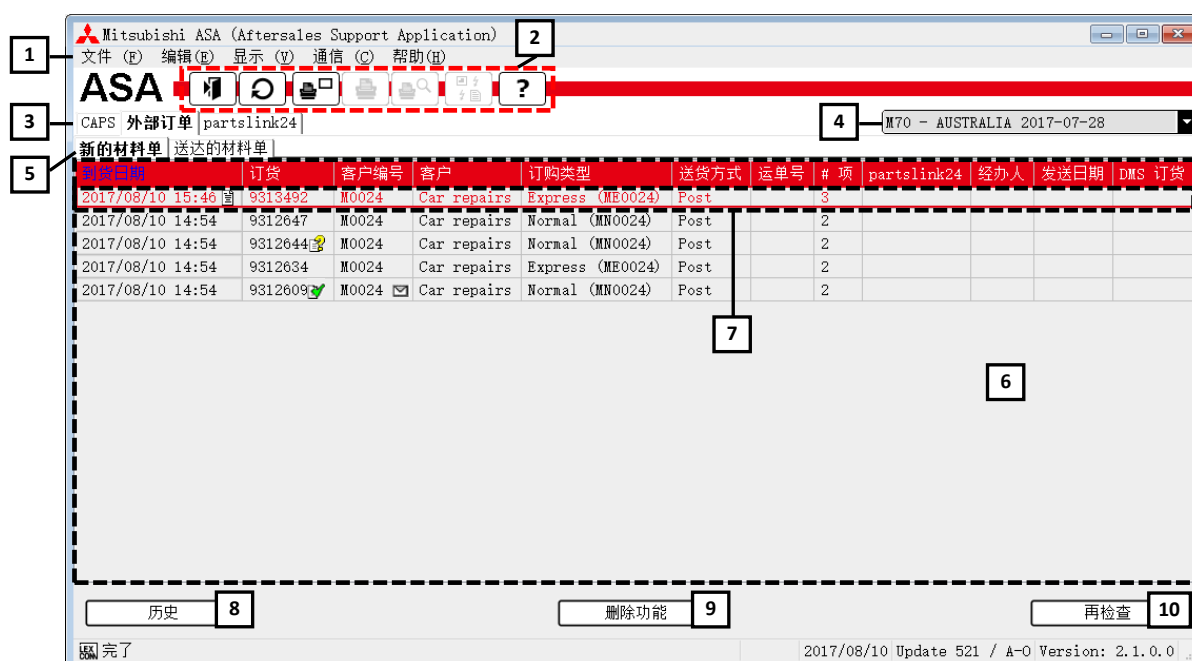 Mitsubishi ASA (Aftersales Support Application)
2
1
文件 (F) 编辑(E) 显示 (V) 通信 (C) 帮助(H)
ASA ?
3
CAPS 外部订单 partslink24
4
M70 - AUSTRALIA 2017-07-28
5
新的材料单 送达的材料单
到货日期 订货 客户编号 客户 订购类型 送货方式 运单号 # 项 partslink24 经办人 发送日期 DMS 订货
2017/08/10 15:46 9313492 M0024 Car repairs Express (ME0024) Post 3
2017/08/10 14:54 9312647 M0024 Car repairs Normal (MN0024) Post 2
2017/08/10 14:54 9312644 M0024 Car repairs Normal (MN0024) Post 2
2017/08/10 14:54 9312634 M0024 Car repairs Express (ME0024) Post 2
2017/08/10 14:54 9312609 M0024 Car repairs Normal (MN0024) Post 2
7
6
历史 8 删除功能 9 再检查 10
LEX COM 完了 2017/08/10 Update 521 / A-O Version: 2.1.0.0